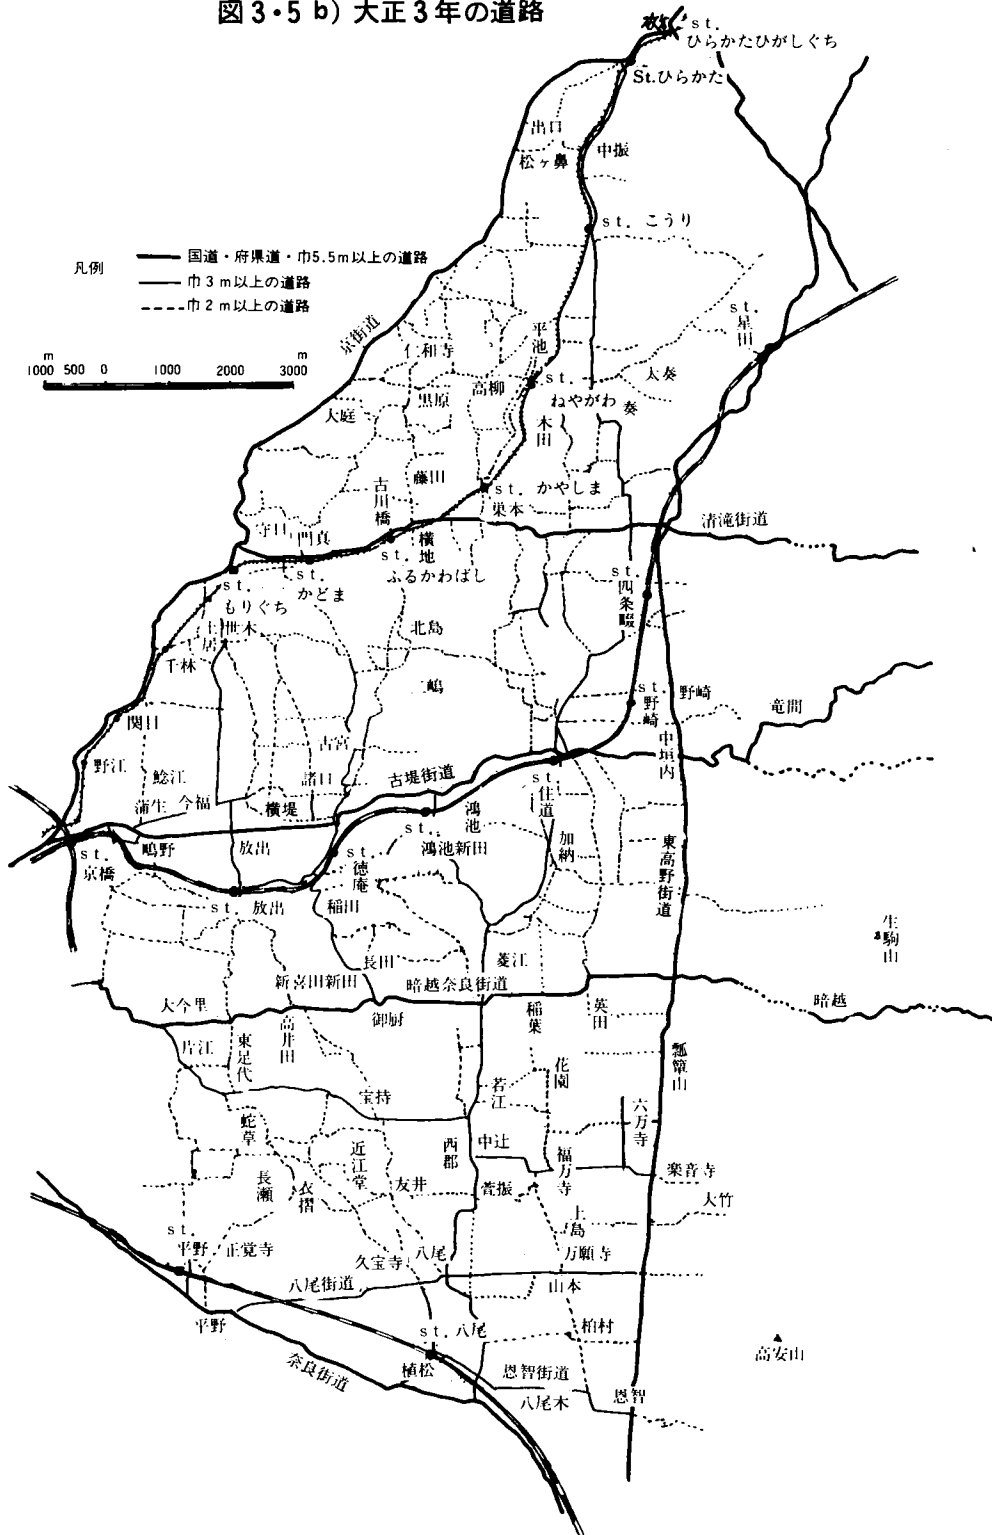 図3・5 b) 大正3年の道路
枚方
st.
ひらかたひがしぐち
St.ひらかた
出口
松ヶ鼻
中振
st. こうり
凡例
国道・府県道・巾5.5m以上の道路
巾3m以上の道路
巾2m以上の道路
m
m
1000 500 0 1000 2000 3000
京街道
st.
星田
平池
仁和寺
st.
ねやがわ
太秦
秦
高柳
黒原
大庭
木田
藤田
古川橋
st. かやしま
巣本
清滝街道
守口
門真
横地
st.
ふるかわばし
st.
かどま
st.
もりぐち
st.
四条畷
土居
世木
北島
千林
二嶋
st.
野崎
野崎
竜間
関目
古宮
中垣内
野江
鯰江
諸口
古堤街道
st.
住道
蒲生
今福
横堤
鴻池
st.
鴻池新田
加納
鴫野
放出
st.
徳庵
st.
京橋
東高野街道
st. 放出
稲田
生駒山
長田
菱江
新喜田新田
暗越奈良街道
大今里
暗越
御厨
稲葉
英田
高井田
片江
東足代
瓢箪山
花園
若江
宝持
六万寺
蛇草
西郡
中辻
近江堂
福万寺
楽音寺
長瀬
衣摺
友井
萱振
大竹
上島
st.
平野
正覚寺
久宝寺
八尾
万願寺
八尾街道
山本
平野
st. 八尾
柏村
高安山
奈良街道
植松
恩智街道
八尾木
恩智